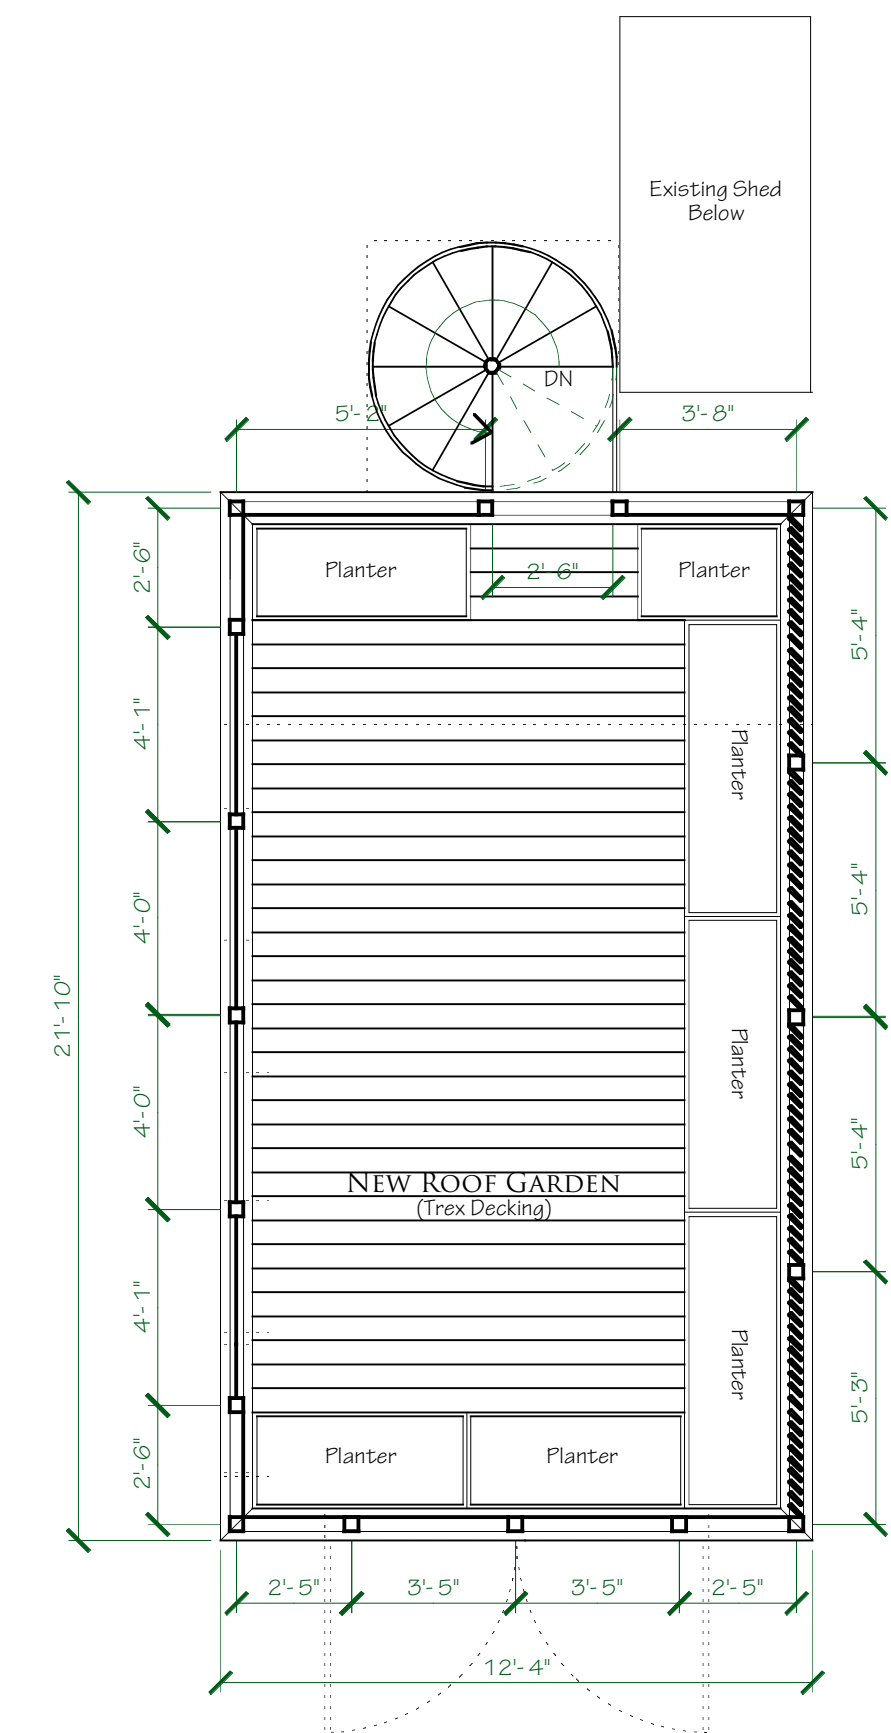 Existing Shed
Below
DN
5'-2"
3'-8"
2'-6"
Planter
2'-6"
Planter
5'-4"
4'-1"
Planter
4'-0"
5'-4"
21'-10"
Planter
4'-0"
5'-4"
NEW ROOF GARDEN
(Trex Decking)
4'-1"
Planter
5'-3"
2'-6"
Planter
Planter
2'-5"
3'-5"
3'-5"
2'-5"
12'-4"